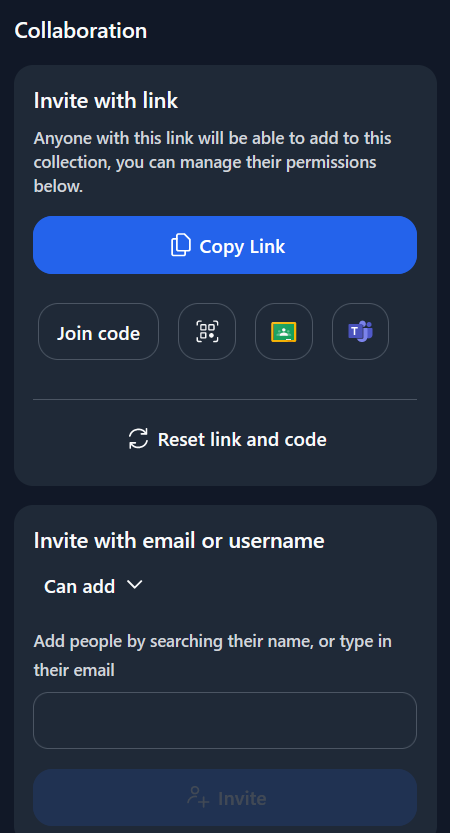 Collaboration
Invite with link
Anyone with this link will be able to add to this
collection, you can manage their permissions
below.
Copy Link
Join code
T
Reset link and code
Invite with email or username
Can add
Add people by searching their name, or type in
their email
Invite